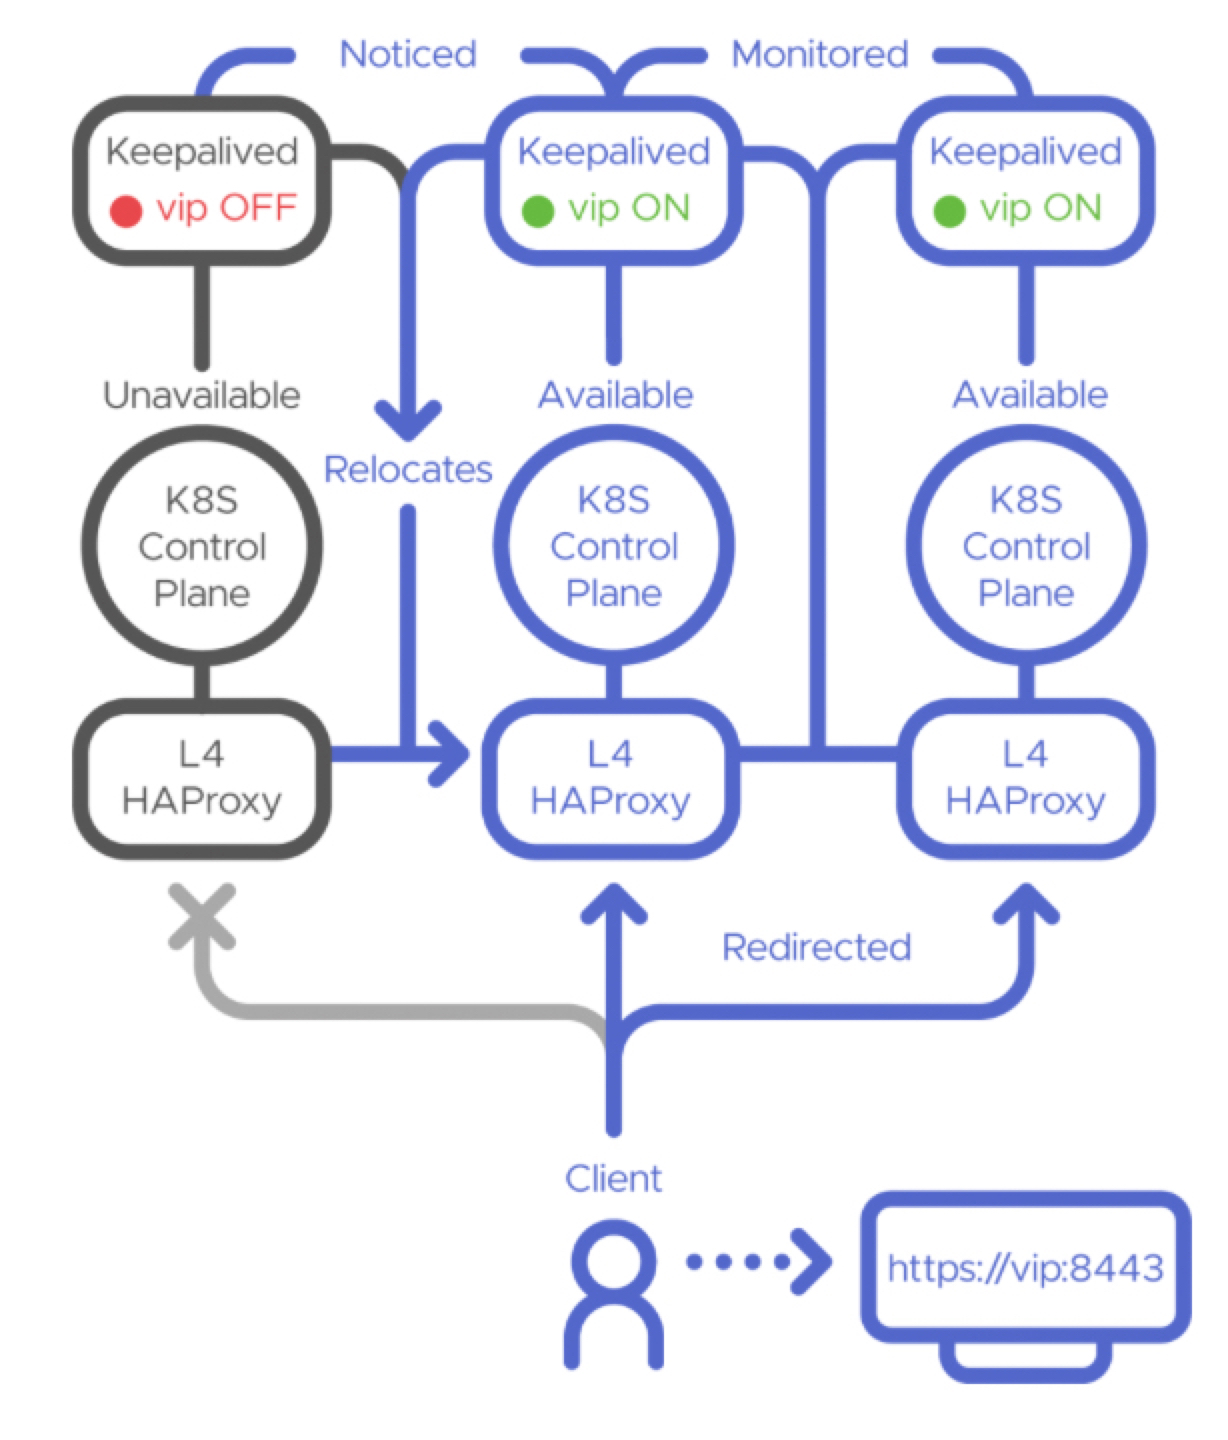 Noticed
Monitored
Keepalived
vip OFF
Keepalived
vip ON
Keepalived
vip ON
Unavailable
Available
Available
Relocates
K8S
Control
Plane
K8S
Control
Plane
K8S
Control
Plane
L4
HAProxy
L4
HAProxy
L4
HAProxy
Redirected
Client
https://vip:8443